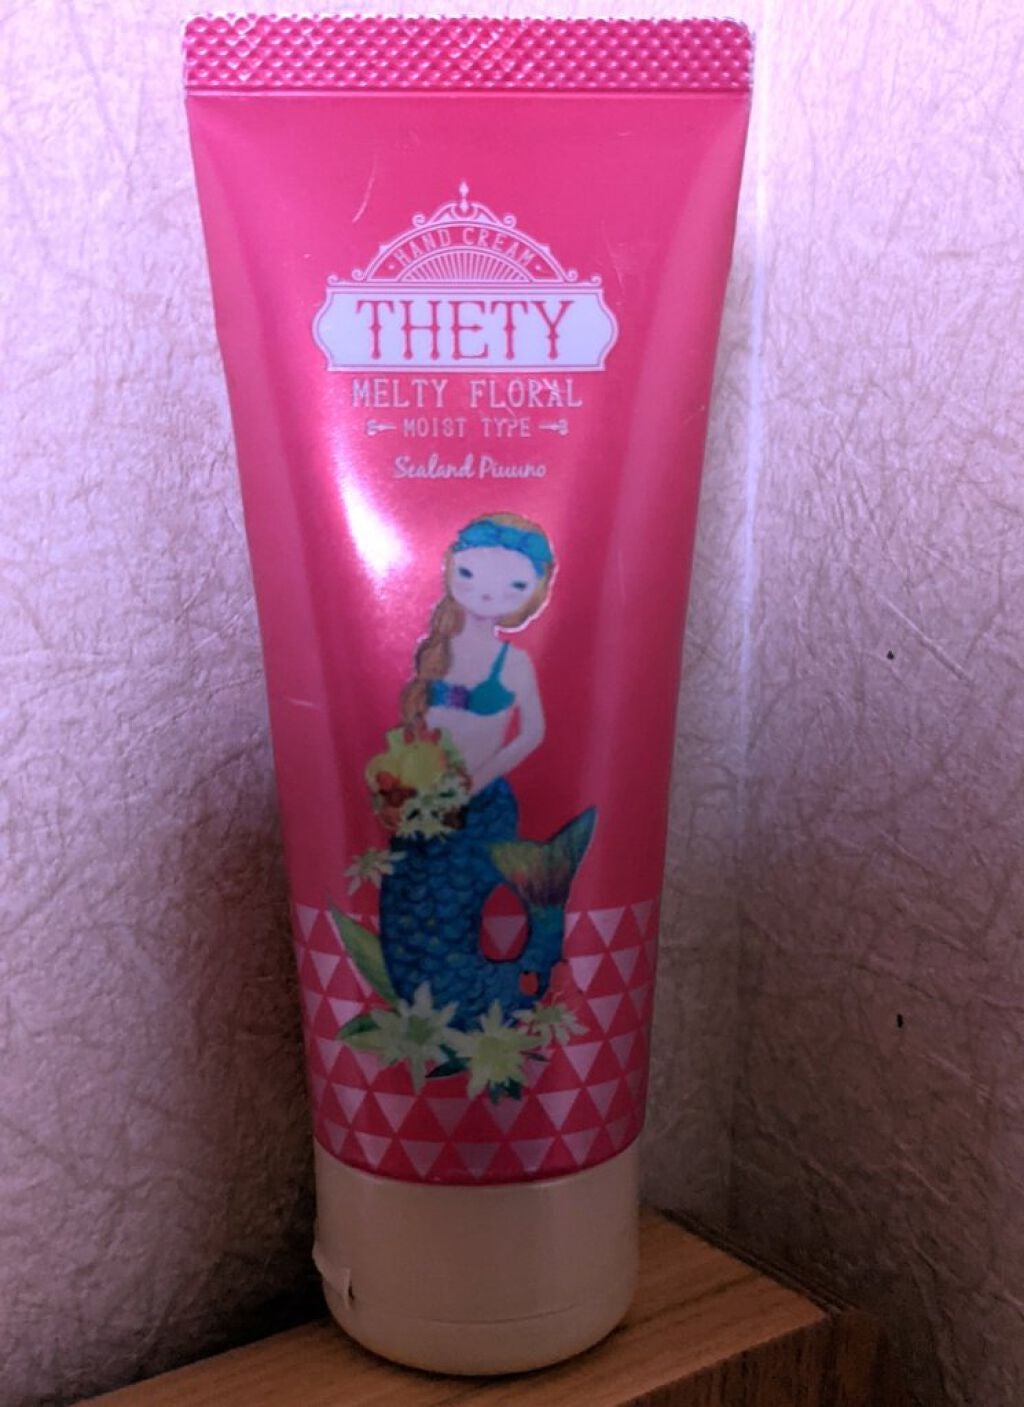 • HAND CREAM •
THETY
MELTY FLORAL
MOIST TYPE
Sealand Piuuno